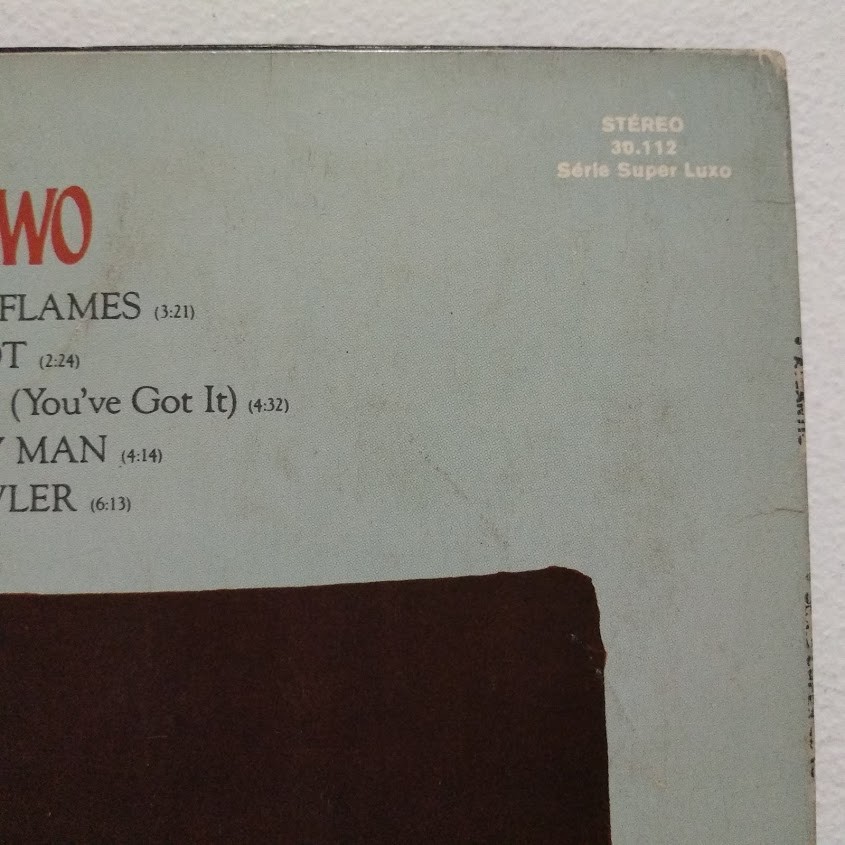 STÉREO
30.112
Série Super Luxo
WO
FLAMES (3:21)
OT (2:24)
(You've Got It) (4:32)
MAN (4:14)
LER (6:13)